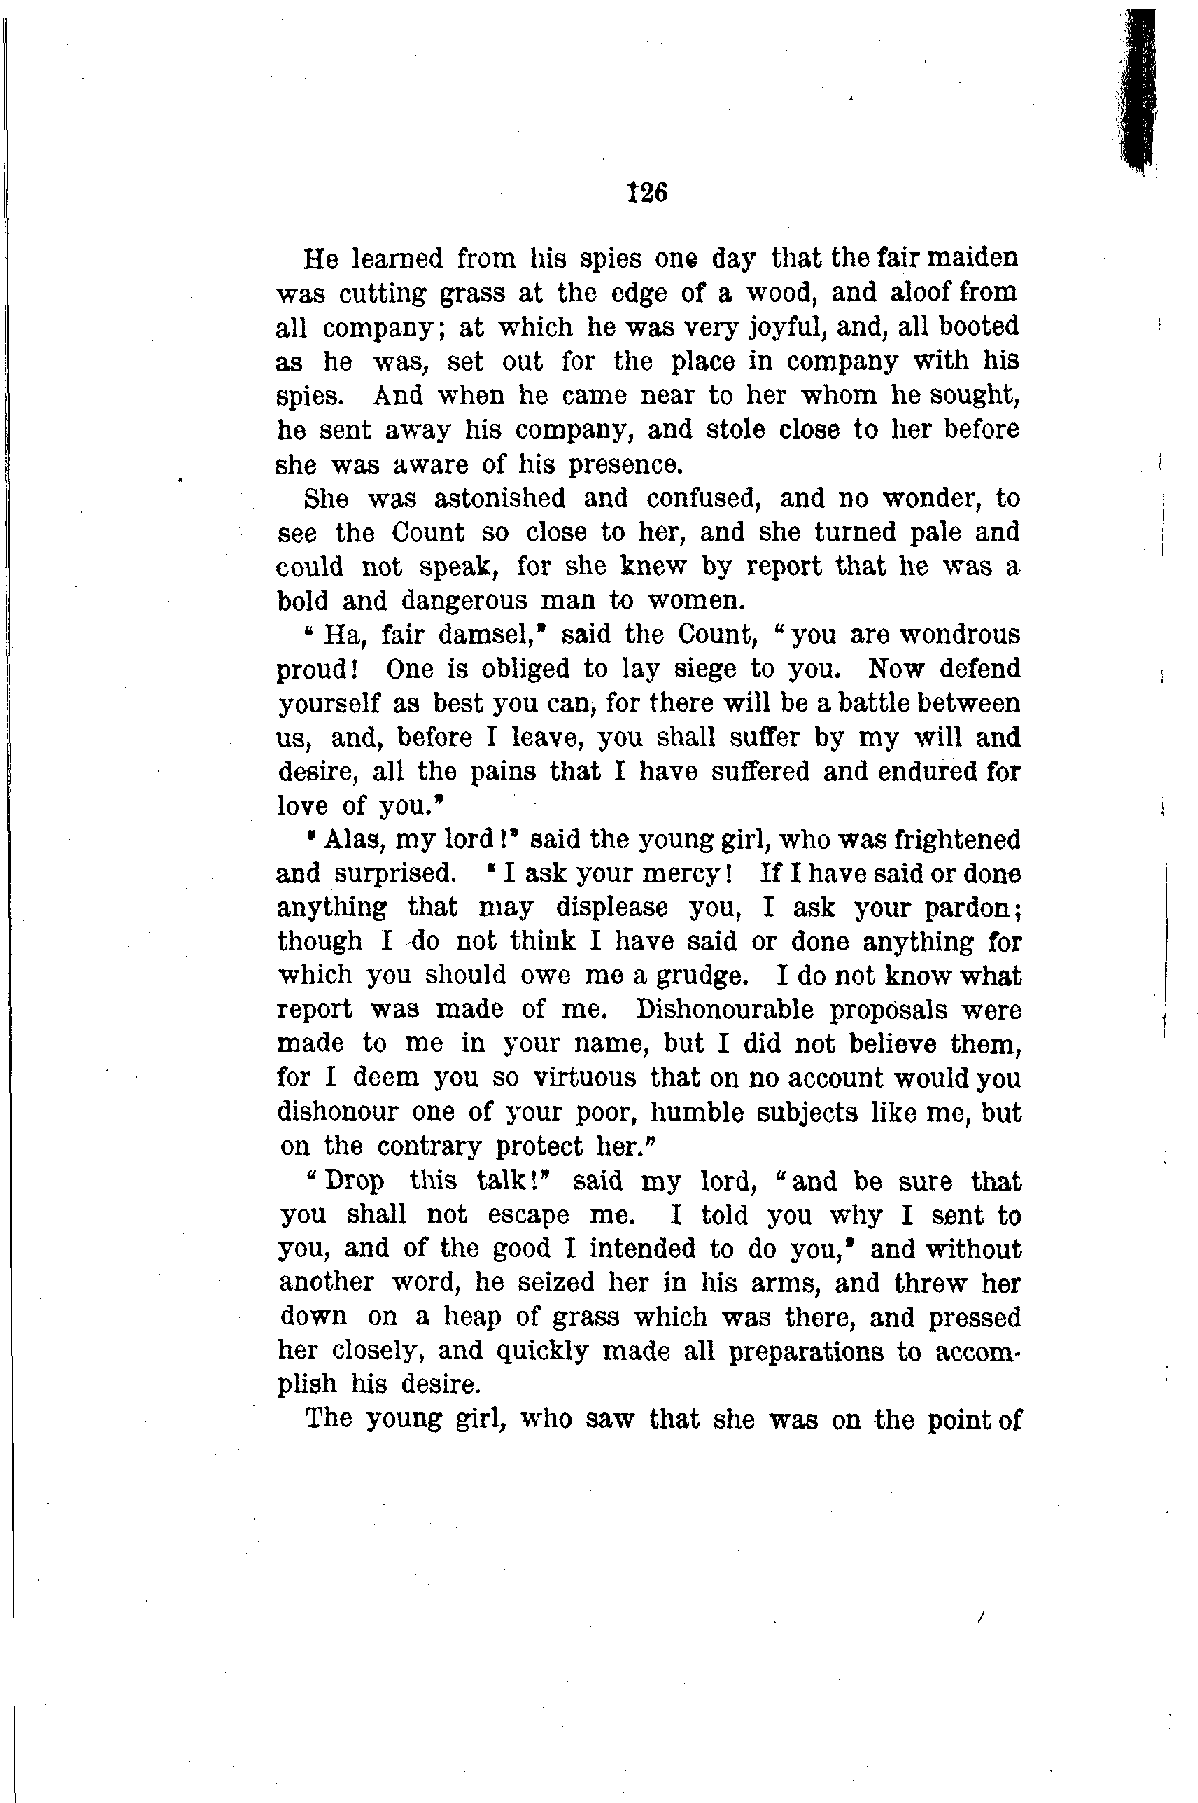 126
He learned from his spies one day that the fair maiden
was cutting grass at the edge of a wood, and aloof from
all company; at which he was very joyful, and, all booted
as he was, set out for the place in company with his
spies. And when he came near to her whom he sought,
he sent away his company, and stole close to her before
she was aware of his presence.
She was astonished and confused, and no wonder, to
see the Count so close to her, and she turned pale and
could not speak, for she knew by report that he was a
bold and dangerous man to women.
“ Ha, fair damsel,” said the Count, “you are wondrous
proud! One is obliged to lay siege to you. Now defend
yourself as best you can, for there will be a battle between
us, and, before I leave, you shall suffer by my will and
desire, all the pains that I have suffered and endured for
love of you.”
“Alas, my lord!” said the young girl, who was frightened
and surprised. “I ask your mercy! If I have said or done
anything that may displease you, I ask your pardon;
though I do not think I have said or done anything for
which you should owe me a grudge. I do not know what
report was made of me. Dishonourable proposals were
made to me in your name, but I did not believe them,
for I deem you so virtuous that on no account would you
dishonour one of your poor, humble subjects like me, but
on the contrary protect her.”
“Drop this talk!” said my lord, “and be sure that
you shall not escape me. I told you why I sent to
you, and of the good I intended to do you,” and without
another word, he seized her in his arms, and threw her
down on a heap of grass which was there, and pressed
her closely, and quickly made all preparations to accom-
plish his desire.
The young girl, who saw that she was on the point of